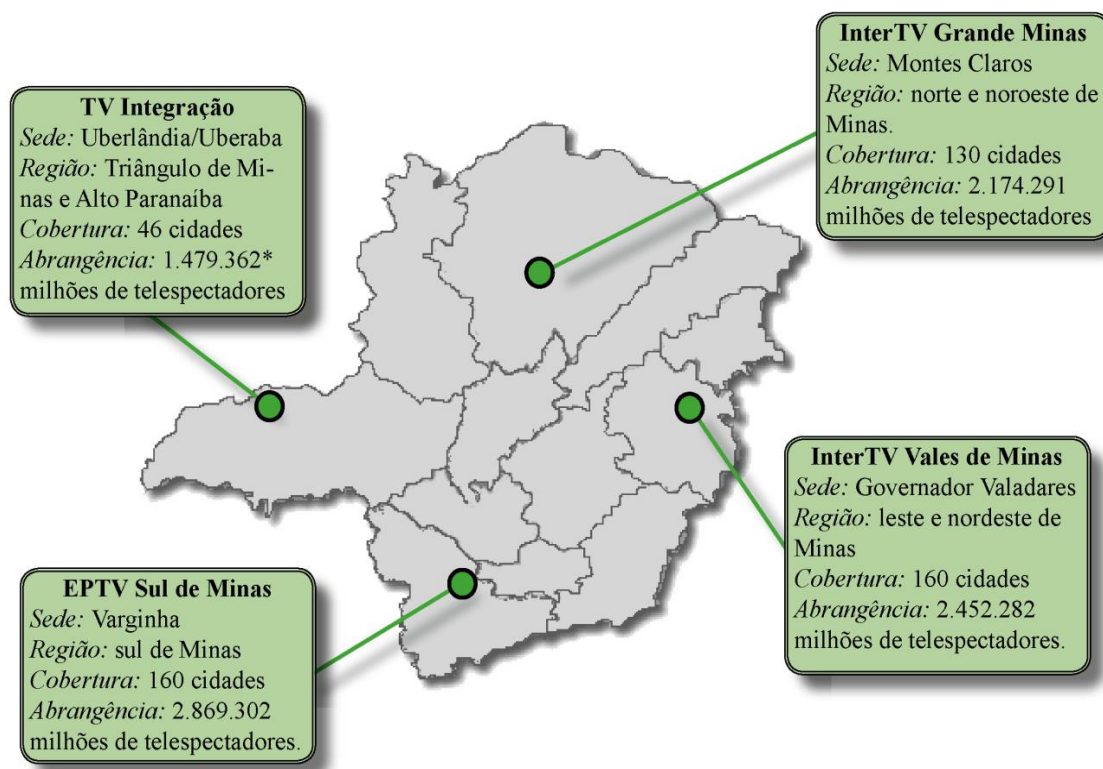 InterTV Grande Minas
Sede: Montes Claros
Região: norte e noroeste de
Minas.
Cobertura: 130 cidades
Abrangência: 2.174.291
milhões de telespectadores
TV Integração
Sede: Uberlândia/Uberaba
Região: Triângulo de Mi-
nas e Alto Paranaíba
Cobertura: 46 cidades
Abrangência: 1.479.362*
milhões de telespectadores
InterTV Vales de Minas
Sede: Governador Valadares
Região: leste e nordeste de
Minas
Cobertura: 160 cidades
Abrangência: 2.452.282
milhões de telespectadores.
EPTV Sul de Minas
Sede: Varginha
Região: sul de Minas
Cobertura: 160 cidades
Abrangência: 2.869.302
milhões de telespectadores.